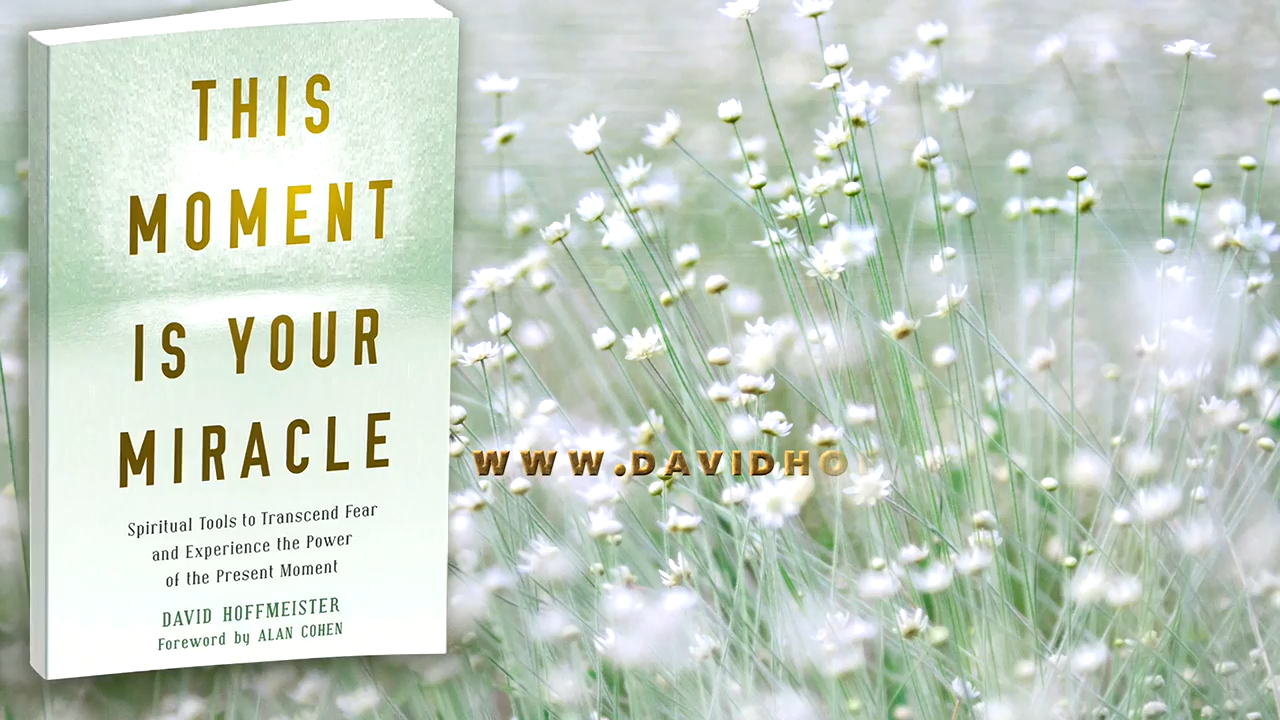 THIS
MOMENT
IS YOUR
MIRACLE
Spiritual Tools to Transcend Fear
and Experience the Power
of the Present Moment
DAVID HOFFMEISTER
Foreword by ALAN COHEN
WWW.DAVIDHO